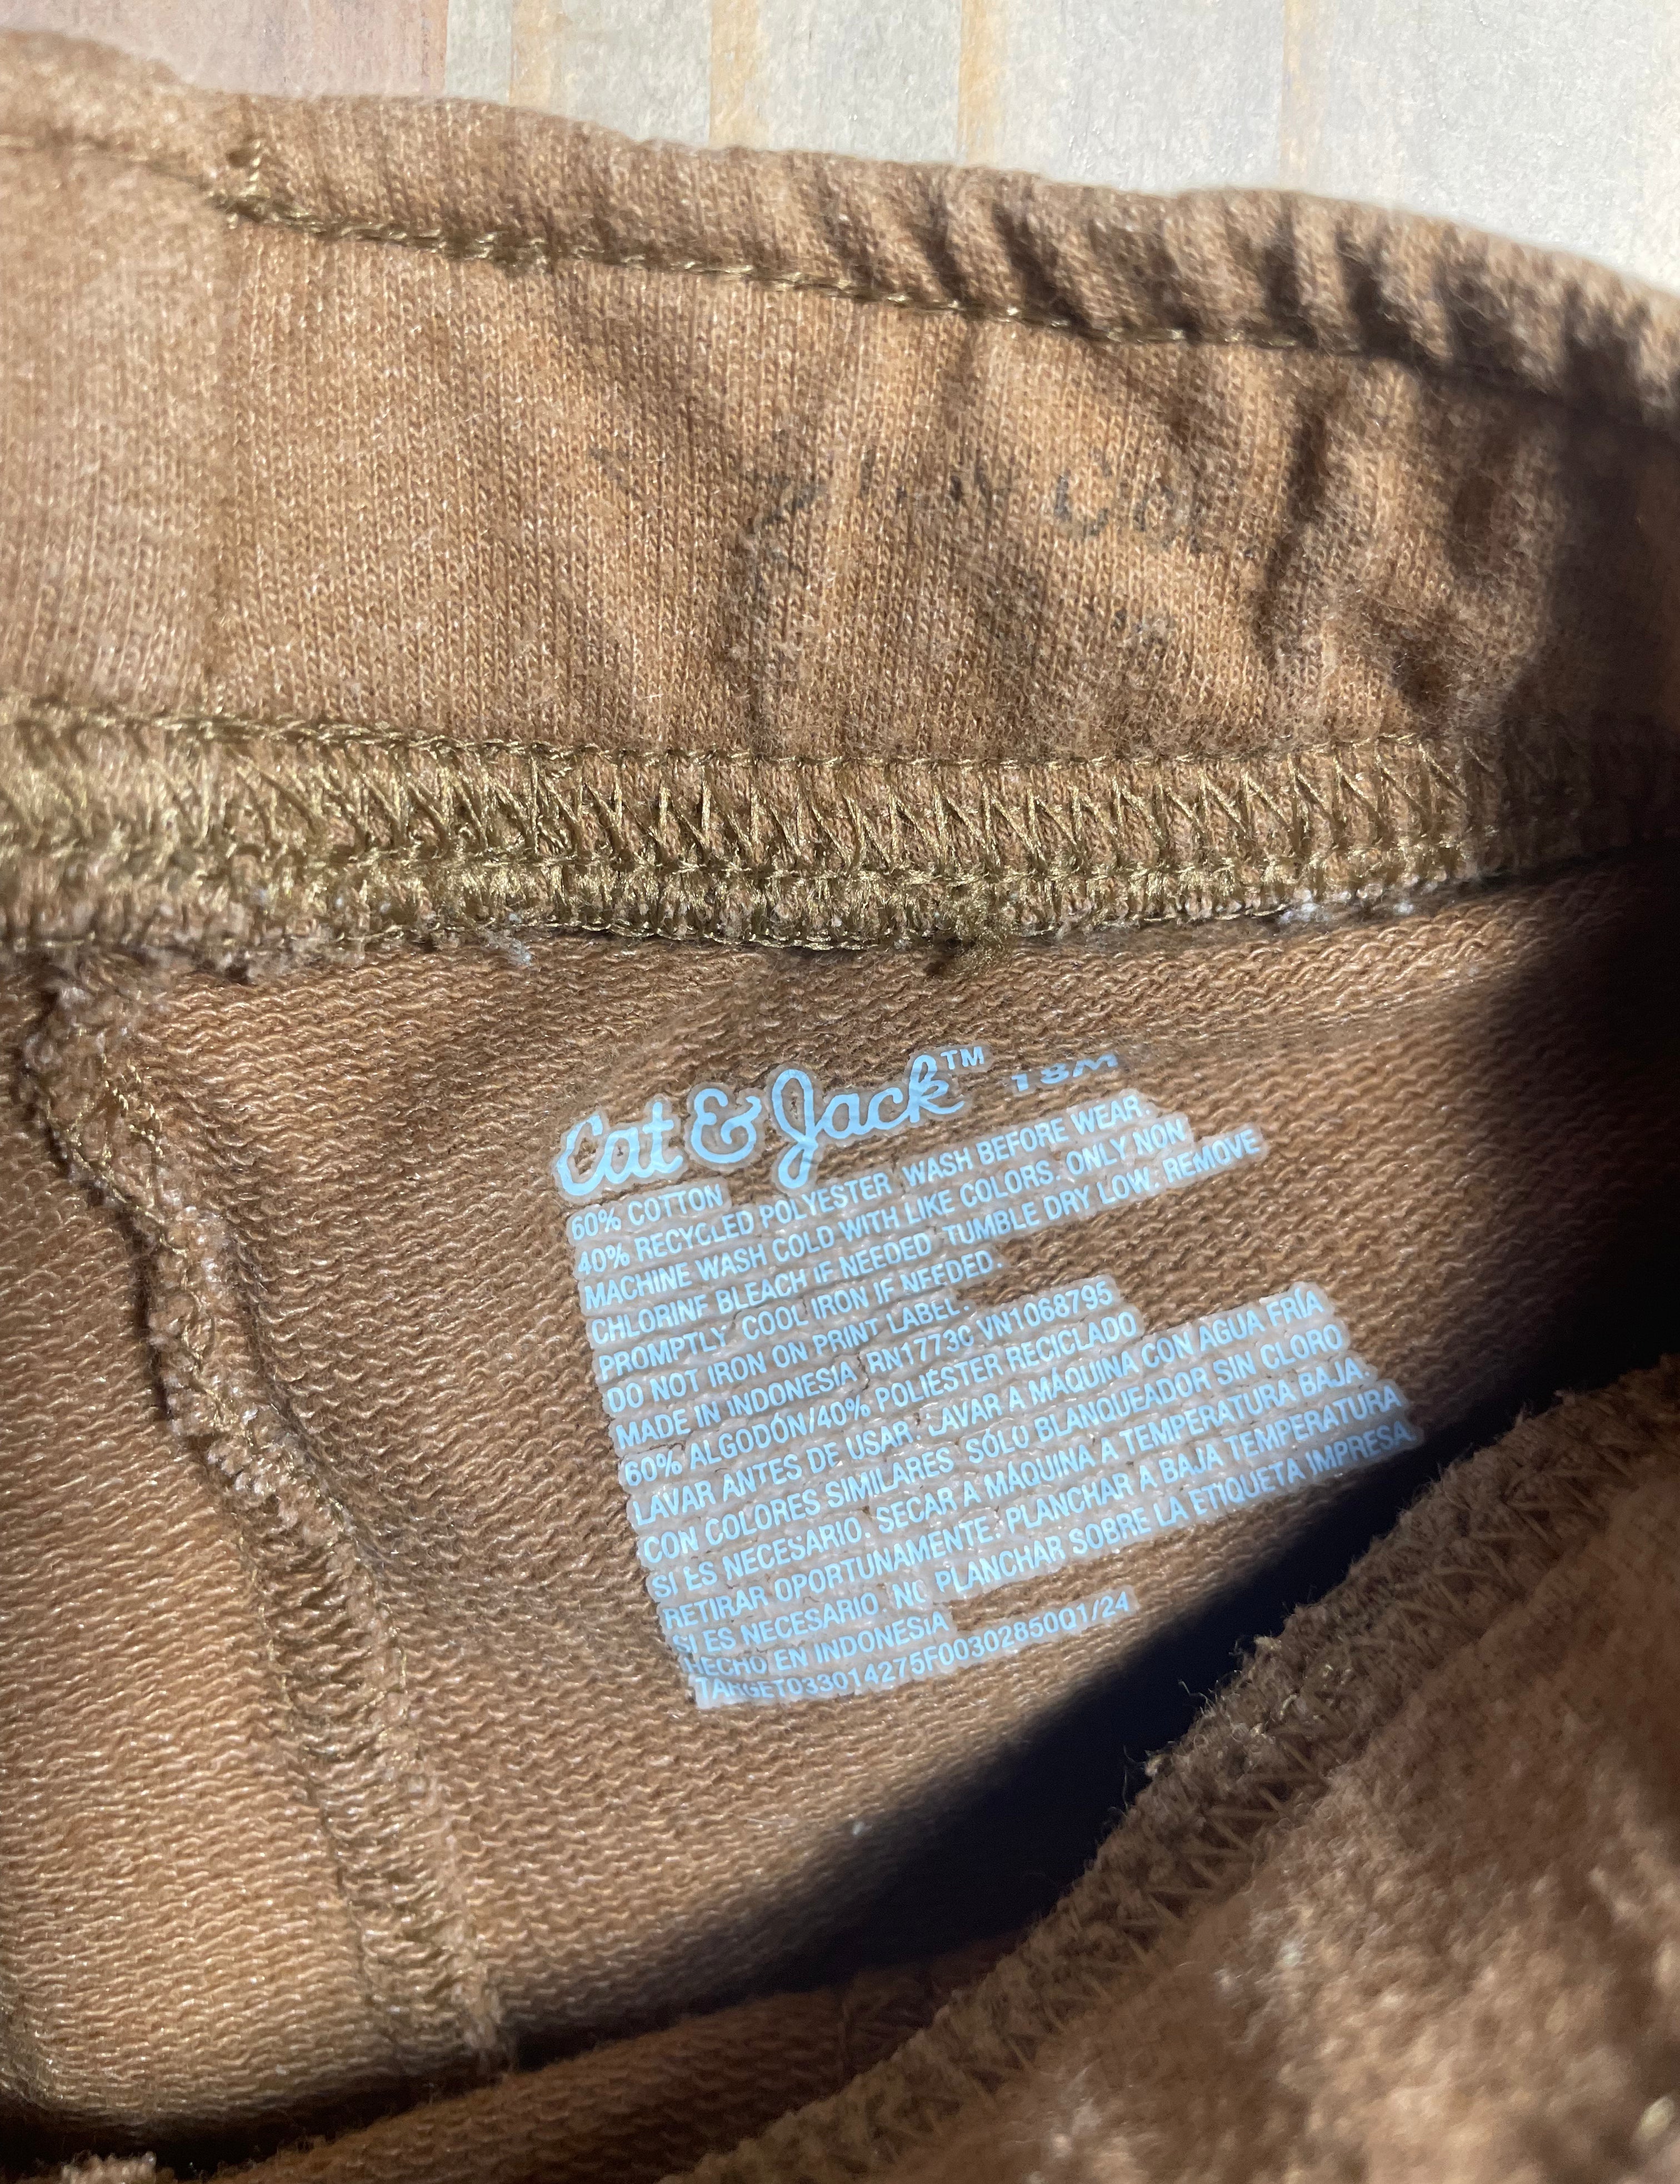 Cat & Jack™ 18M
60% COTTON
40% RECYCLED POLYESTER WASH BEFORE WEAR.
MACHINE WASH COLD WITH LIKE COLORS. ONLY NON
CHLORINE BLEACH IF NEEDED TUMBLE DRY LOW. REMOVE
PROMPTLY COOL IRON IF NEEDED.
DO NOT IRON ON PRINT LABEL.
MADE IN INDONESIA RN17730 VN1068795
60% ALGODÓN/40% POLIÉSTER RECICLADO
LAVAR ANTES DE USAR. LAVAR A MÁQUINA CON AGUA FRÍA
CON COLORES SIMILARES SÓLO BLANQUEADOR SIN CLORO
SI ES NECESARIO. SECAR A MÁQUINA A TEMPERATURA BAJA.
RETIRAR OPORTUNAMENTE. PLANCHAR A BAJA TEMPERATURA
SI ES NECESARIO. NO PLANCHAR SOBRE LA ETIQUETA IMPRESA.
HECHO EN INDONESIA
TARGET033014275F003028500Q1/24